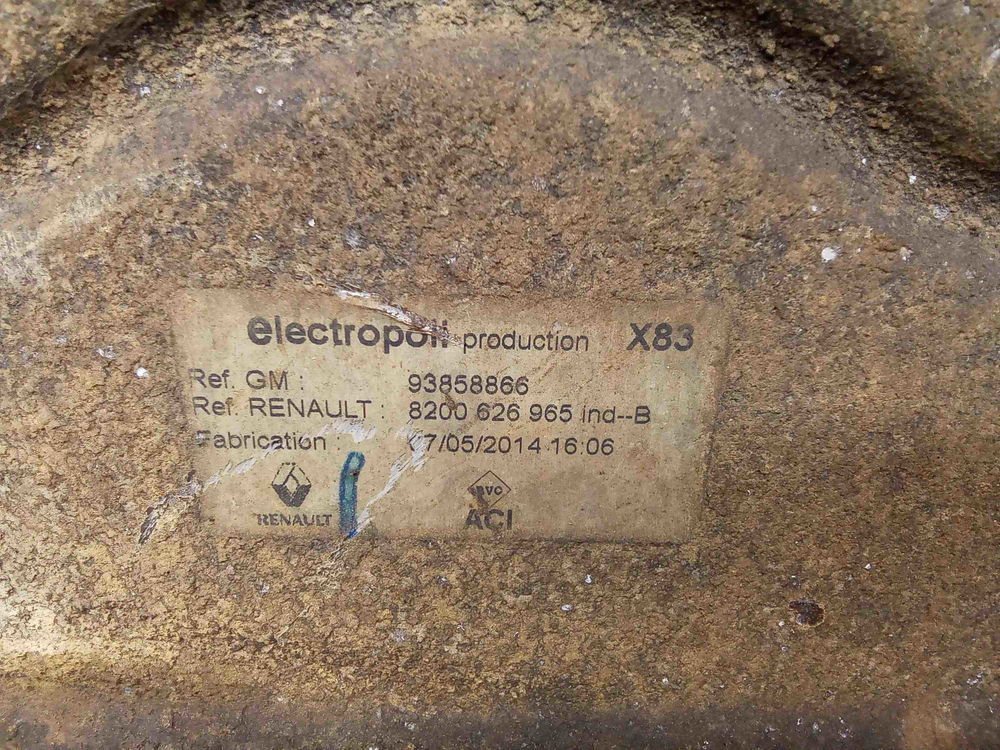 electropoli production X83
Ref. GM : 93858866
Ref. RENAULT : 8200 626 965 ind--B
Fabrication : 07/05/2014 16:06
RENAULT
ACI